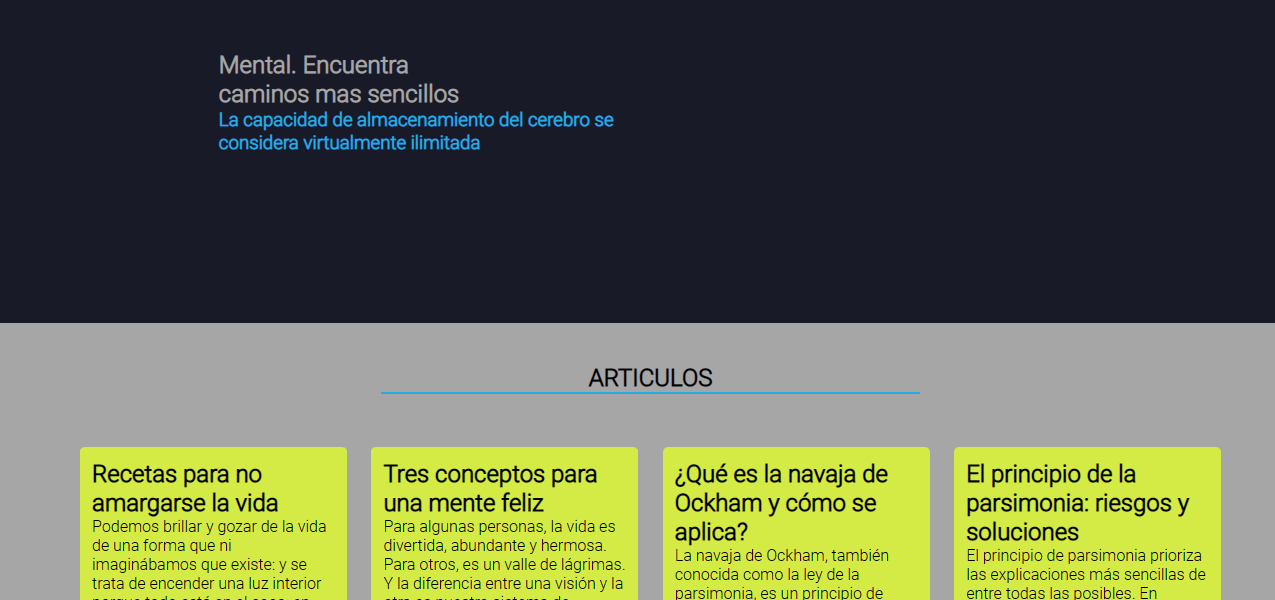 Mental. Encuentra
caminos mas sencillos
La capacidad de almacenamiento del cerebro se
considera virtualmente ilimitada
ARTICULOS
Recetas para no
amargarse la vida
Podemos brillar y gozar de la vida
de una forma que ni
imaginábamos que existe: y se
trata de encender una luz interior
Tres conceptos para
una mente feliz
Para algunas personas, la vida es
divertida, abundante y hermosa.
Para otros, es un valle de lágrimas.
Y la diferencia entre una visión y la
¿Qué es la navaja de
Ockham y cómo se
aplica?
La navaja de Ockham, también
conocida como la ley de la
parsimonia, es un principio de
El principio de la
parsimonia: riesgos y
soluciones
El principio de parsimonia prioriza
las explicaciones más sencillas de
entre todas las posibles. En